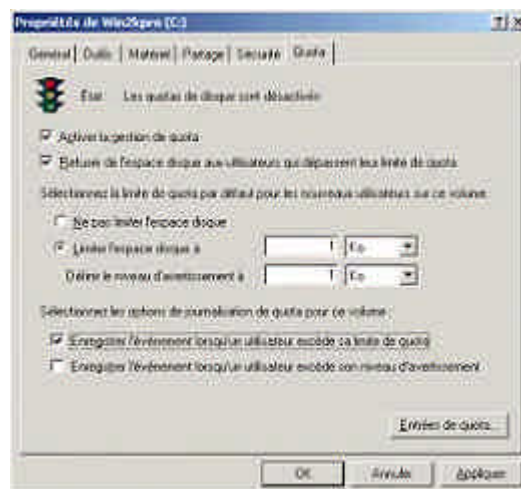 Propriétés de Win2kpro (C:)
Général Outils Matériel Partage Sécurité Quota
État : Les quotas de disque sont désactivés
Activer la gestion de quota
Refuser de l'espace disque aux utilisateurs qui dépassent leur limite de quota
Sélectionnez la limite de quota par défaut pour les nouveaux utilisateurs sur ce volume:
Ne pas limiter l'espace disque
Limiter l'espace disque à 1 Ko
Définir le niveau d'avertissement à 1 Ko
Sélectionnez les options de journalisation de quota pour ce volume :
Enregistrer l'événement lorsqu'un utilisateur excède sa limite de quota
Enregistrer l'événement lorsqu'un utilisateur excède son niveau d'avertissement
Entrées de quota...
OK Annuler Appliquer